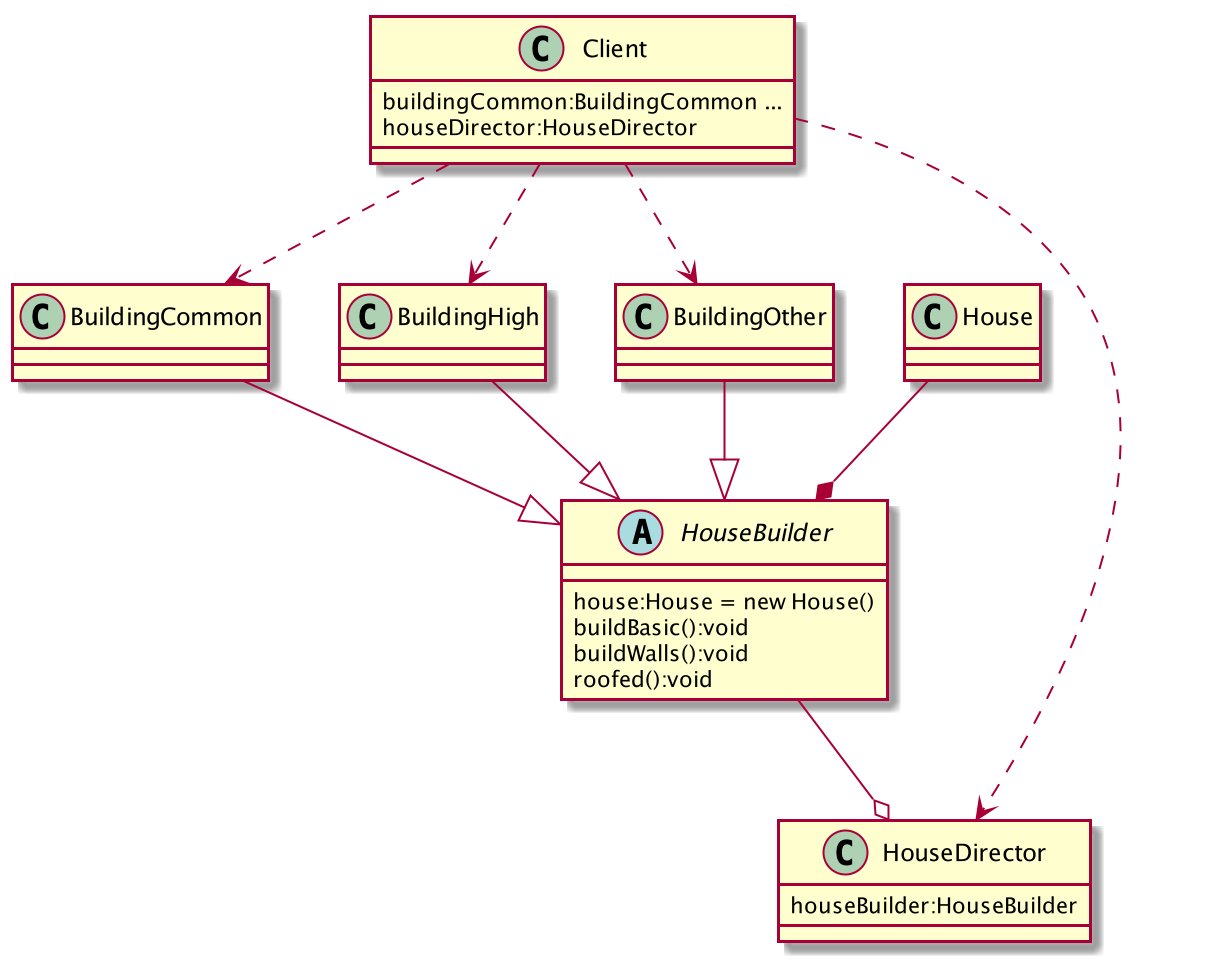 C Client
buildingCommon:BuildingCommon ...
houseDirector:HouseDirector
C BuildingCommon
C BuildingHigh
C BuildingOther
C House
A HouseBuilder
house:House = new House()
buildBasic():void
buildWalls():void
roofed():void
C HouseDirector
houseBuilder:HouseBuilder